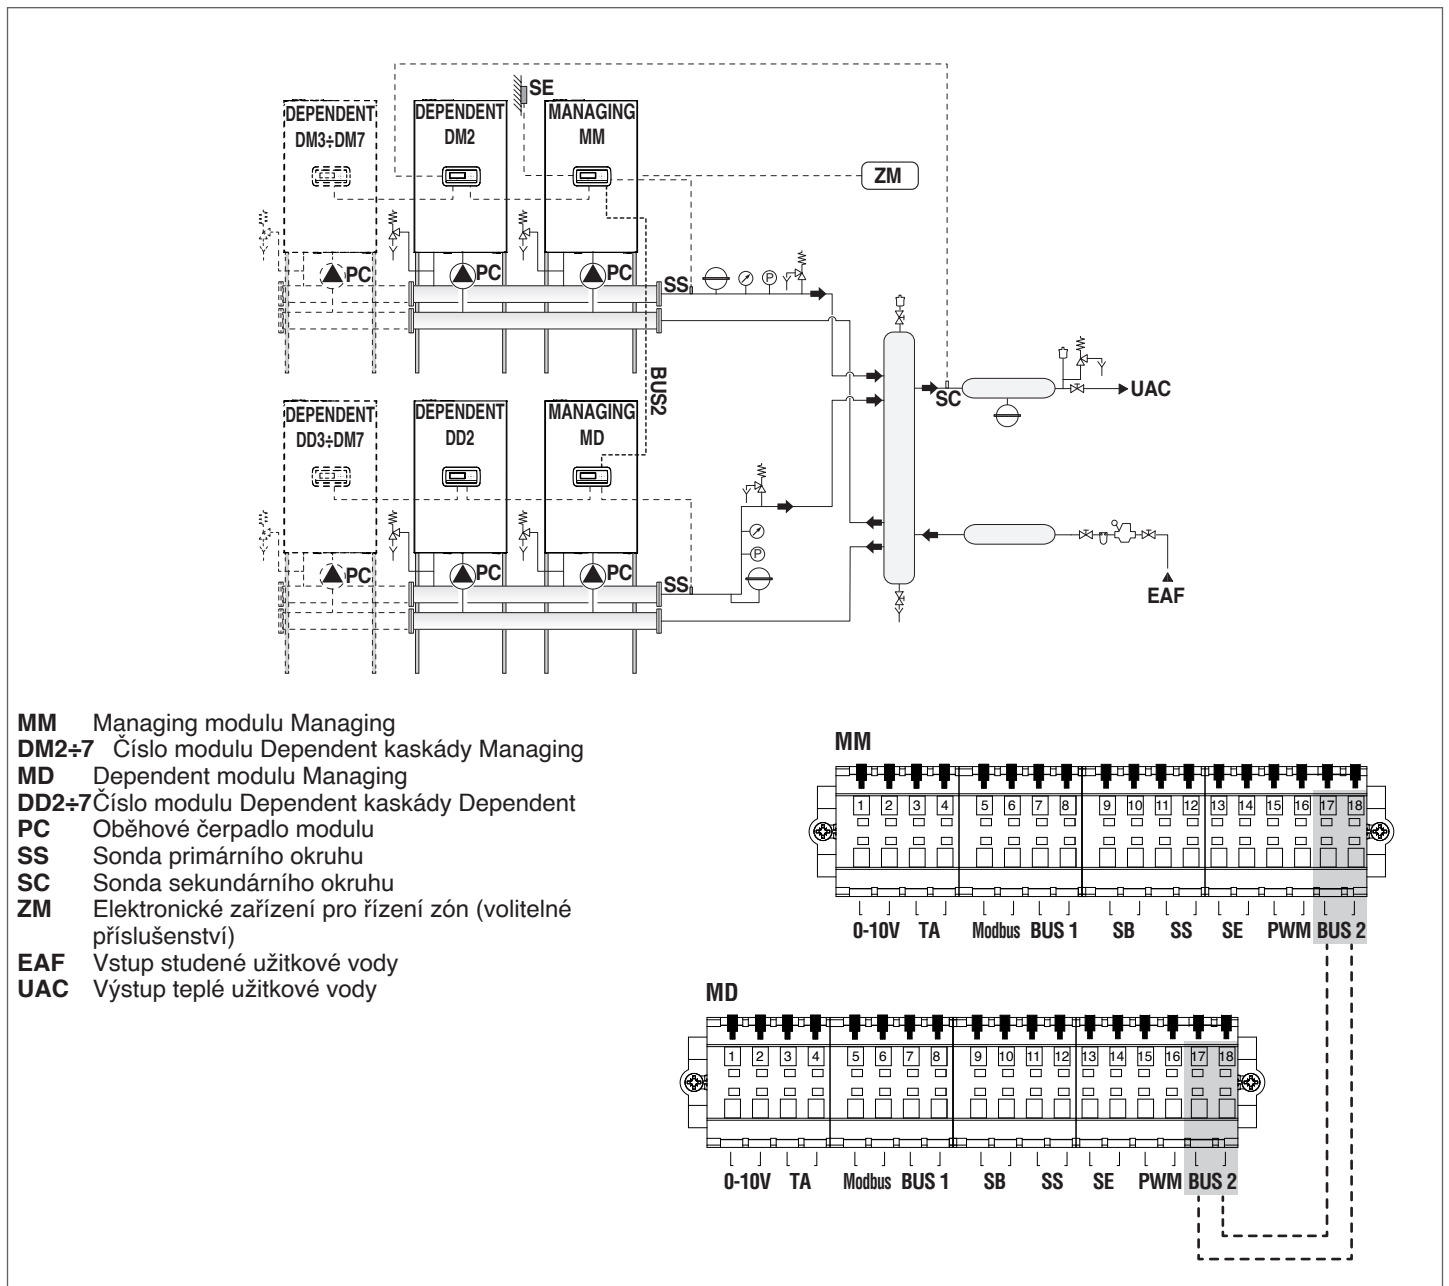 SE
DEPENDENT
DM3÷DM7
DEPENDENT
DM2
MANAGING
MM
ZM
PC
PC
PC
SS
P
BUS2
SC
UAC
DEPENDENT
DD3÷DM7
DEPENDENT
DD2
MANAGING
MD
P
PC
PC
PC
SS
EAF
MM Managing modulu Managing
DM2÷7 Číslo modulu Dependent kaskády Managing
MD Dependent modulu Managing
DD2÷7 Číslo modulu Dependent kaskády Dependent
PC Oběhové čerpadlo modulu
SS Sonda primárního okruhu
SC Sonda sekundárního okruhu
ZM Elektronické zařízení pro řízení zón (volitelné
příslušenství)
EAF Vstup studené užitkové vody
UAC Výstup teplé užitkové vody
MM
1 2 3 4 5 6 7 8 9 10 11 12 13 14 15 16 17 18
0-10V TA Modbus BUS 1 SB SS SE PWM BUS 2
MD
1 2 3 4 5 6 7 8 9 10 11 12 13 14 15 16 17 18
0-10V TA Modbus BUS 1 SB SS SE PWM BUS 2